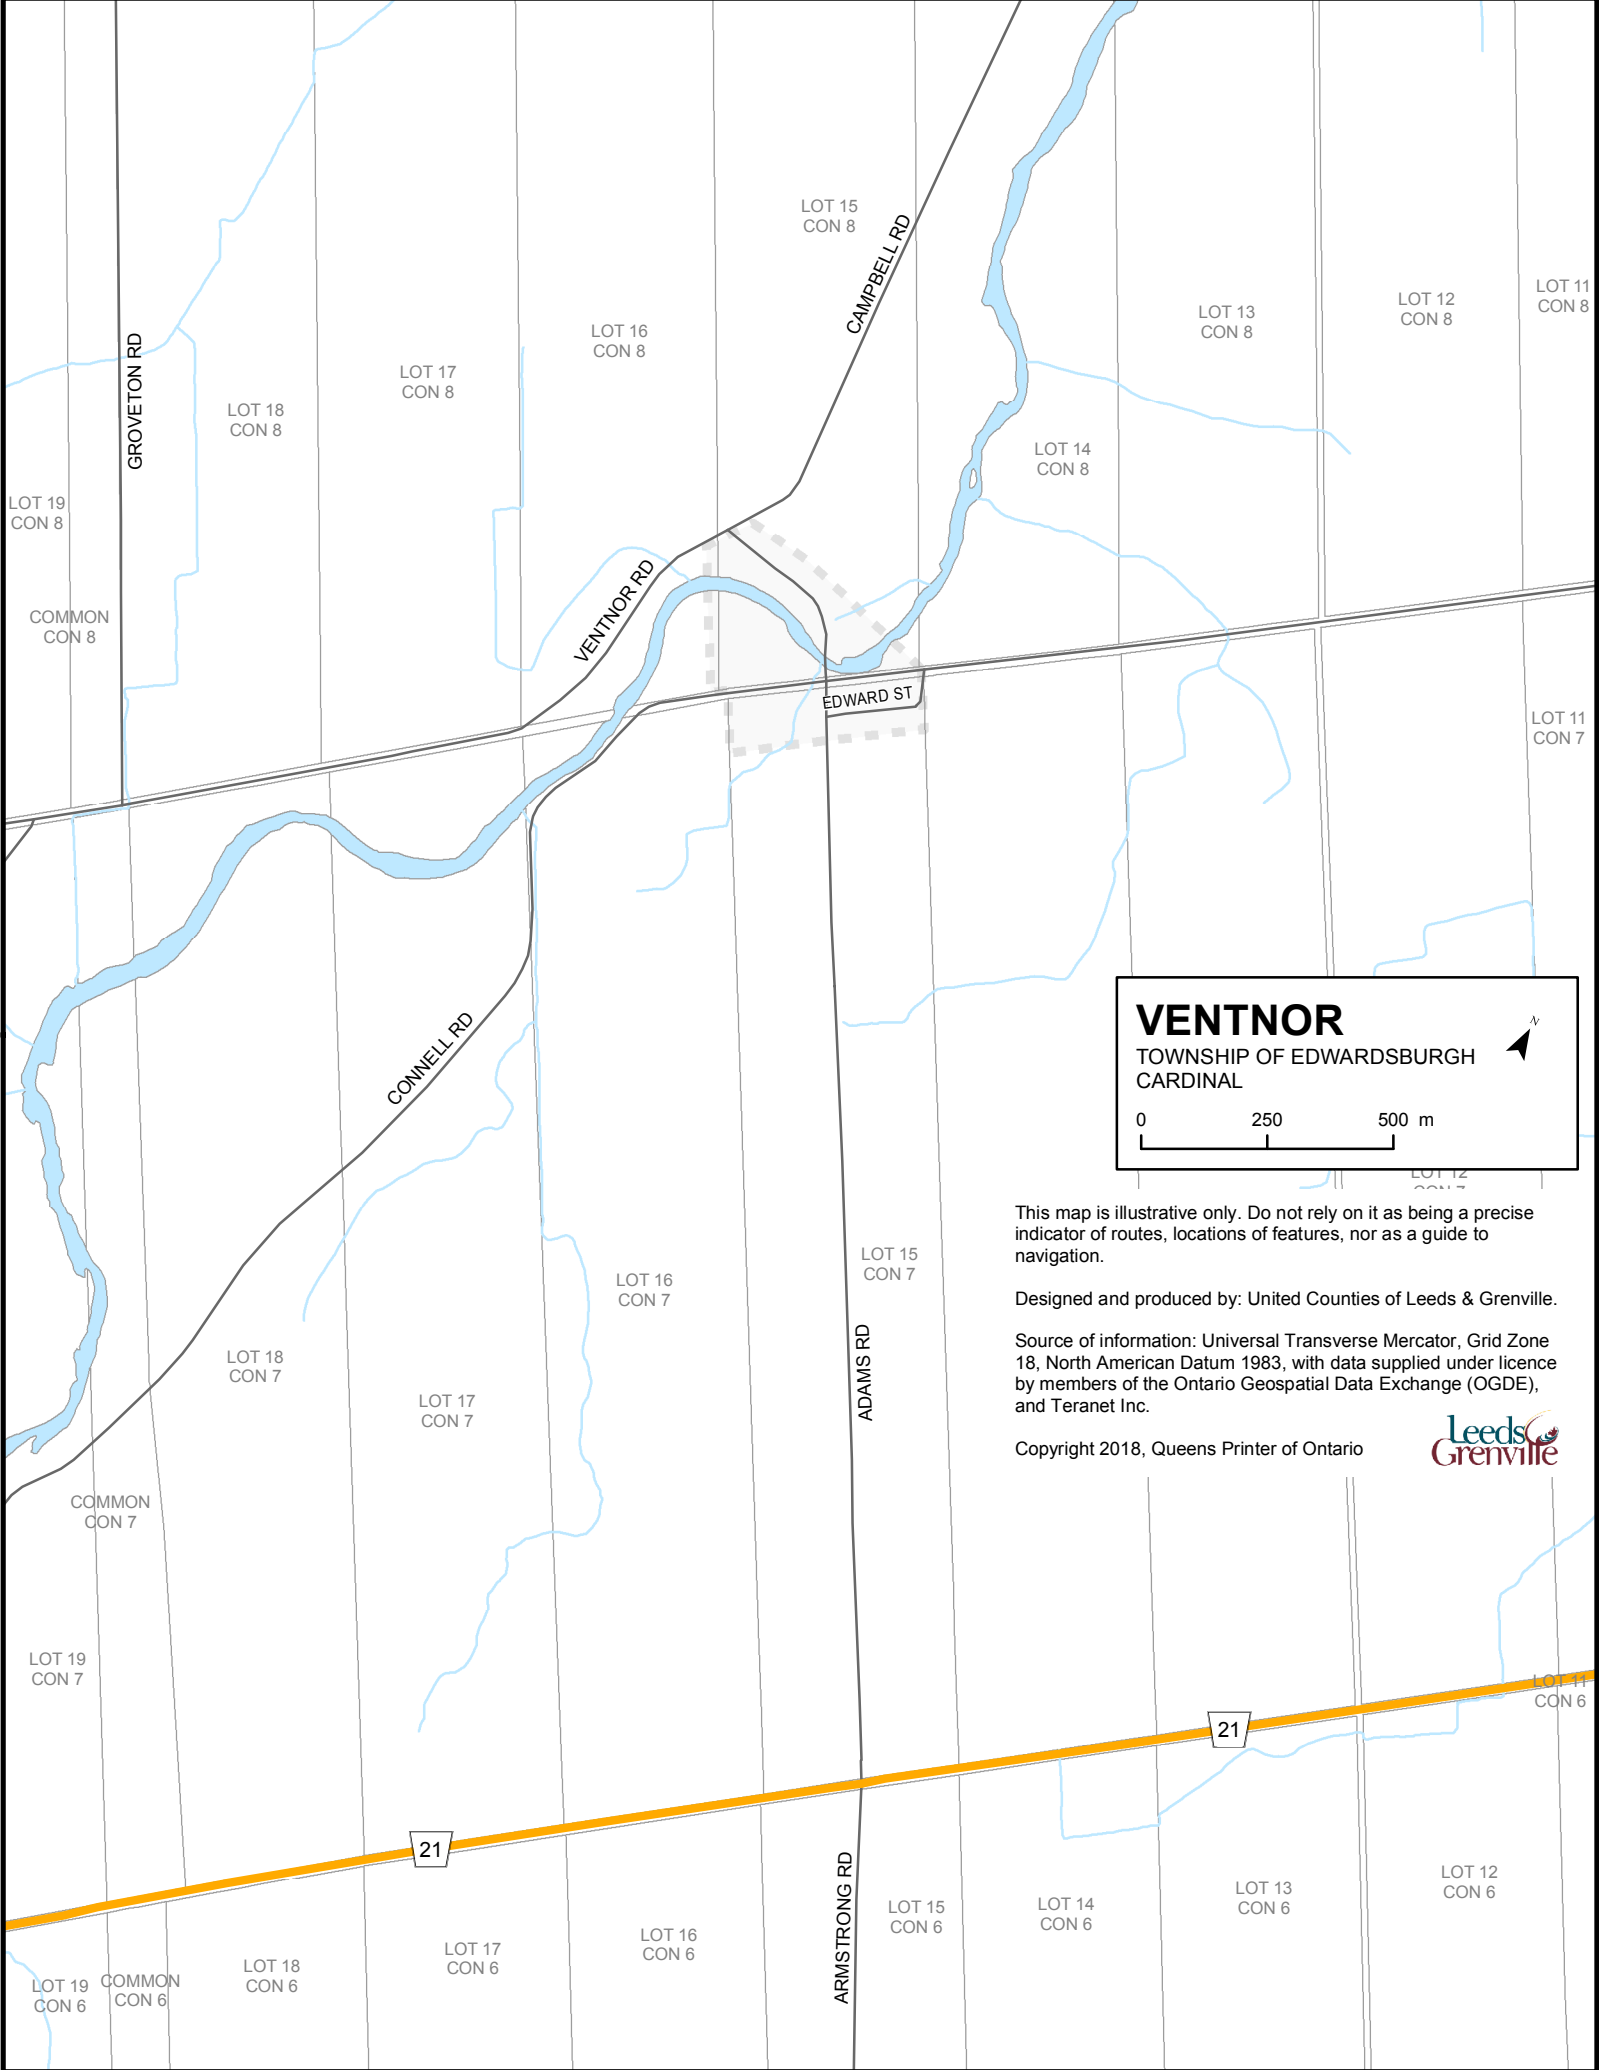 LOT 15
CON 8
CAMPBELL RD
LOT 11
CON 8
LOT 12
CON 8
LOT 13
CON 8
LOT 16
CON 8
GROVETON RD
LOT 17
CON 8
LOT 18
CON 8
LOT 14
CON 8
LOT 19
CON 8
VENTNOR RD
COMMON
CON 8
EDWARD ST
LOT 11
CON 7
VENTNOR
TOWNSHIP OF EDWARDSBURGH
CARDINAL
N
0 250 500 m
CONNELL RD
LOT 12
CON 7
This map is illustrative only. Do not rely on it as being a precise
indicator of routes, locations of features, nor as a guide to
navigation.
Designed and produced by: United Counties of Leeds & Grenville.
Source of information: Universal Transverse Mercator, Grid Zone
18, North American Datum 1983, with data supplied under licence
by members of the Ontario Geospatial Data Exchange (OGDE),
and Teranet Inc.
Copyright 2018, Queens Printer of Ontario
Leeds
Grenville
LOT 15
CON 7
LOT 16
CON 7
ADAMS RD
LOT 18
CON 7
LOT 17
CON 7
COMMON
CON 7
LOT 19
CON 7
LOT 11
CON 6
21
21
ARMSTRONG RD
LOT 12
CON 6
LOT 13
CON 6
LOT 14
CON 6
LOT 15
CON 6
LOT 16
CON 6
LOT 17
CON 6
LOT 18
CON 6
COMMON
CON 6
LOT 19
CON 6